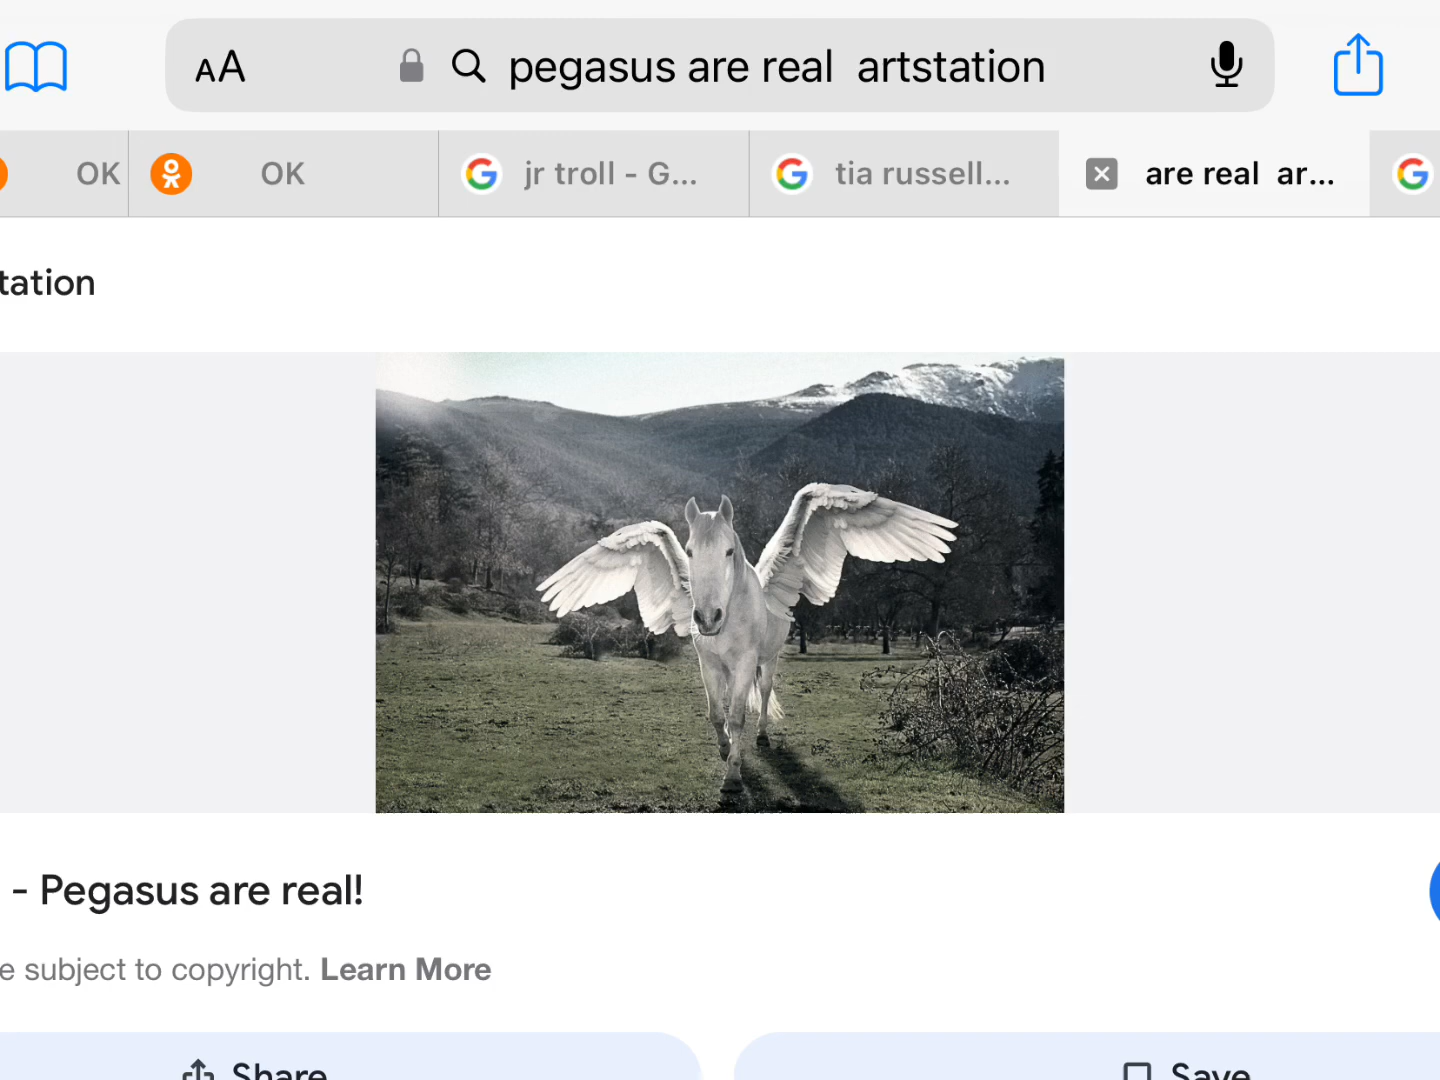 AA pegasus are real artstation
OK OK jr troll - G... tia russell... are real ar...
tation
- Pegasus are real!
e subject to copyright. Learn More
Share Save